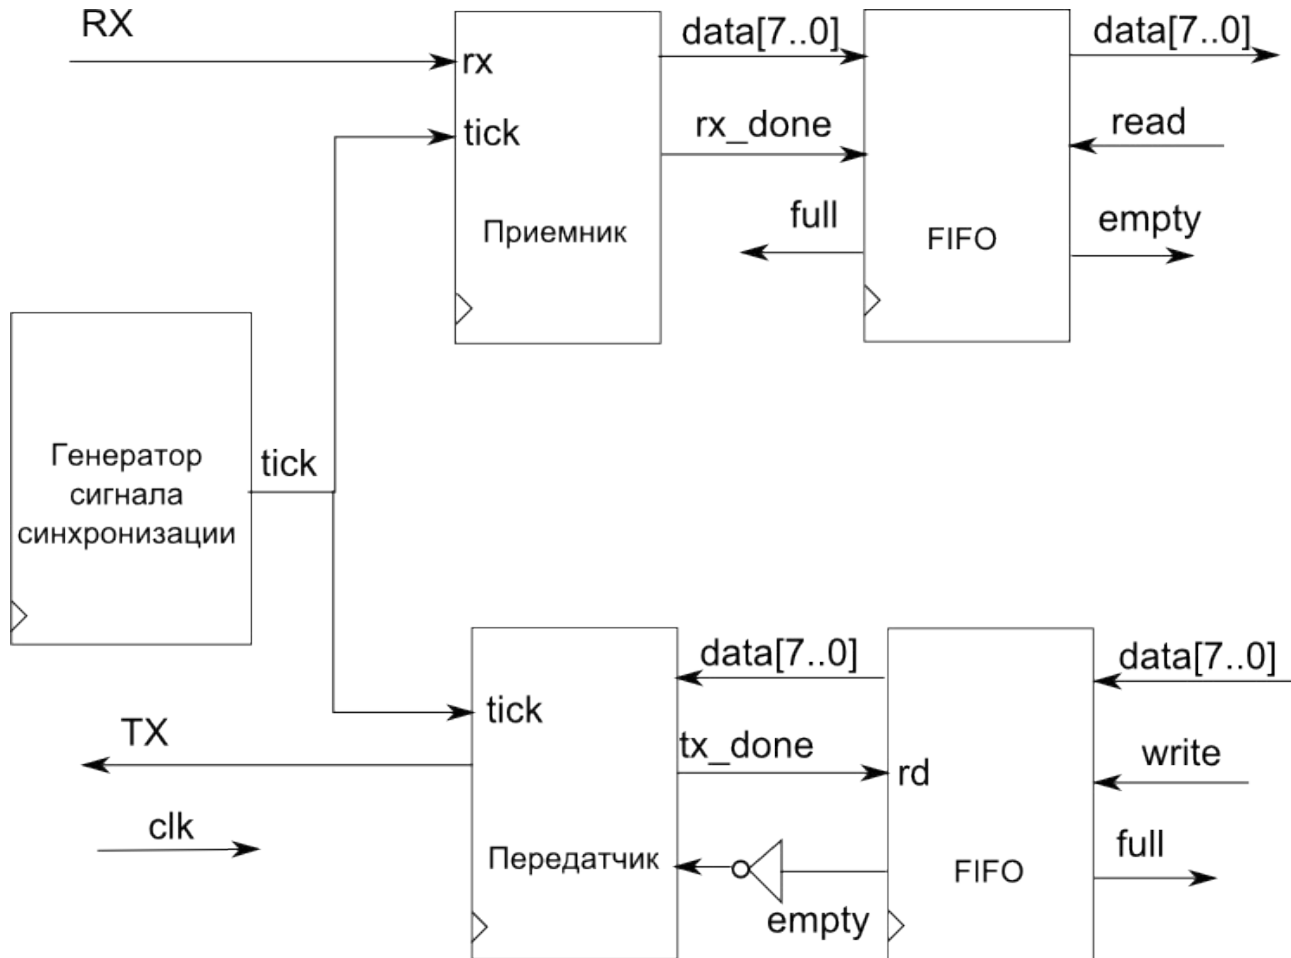 RX
data[7..0]
data[7..0]
rx
tick
rx_done
read
Приемник
full
FIFO
empty
Генератор
сигнала
синхронизации
tick
data[7..0]
data[7..0]
tick
TX
tx_done
rd
write
clk
Передатчик
empty
FIFO
full